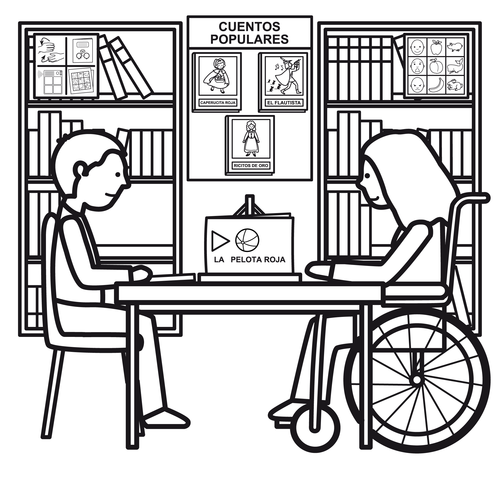 CUENTOS
POPULARES
CAPERUCITA ROJA
EL FLAUTISTA
RICITOS DE ORO
LA PELOTA ROJA